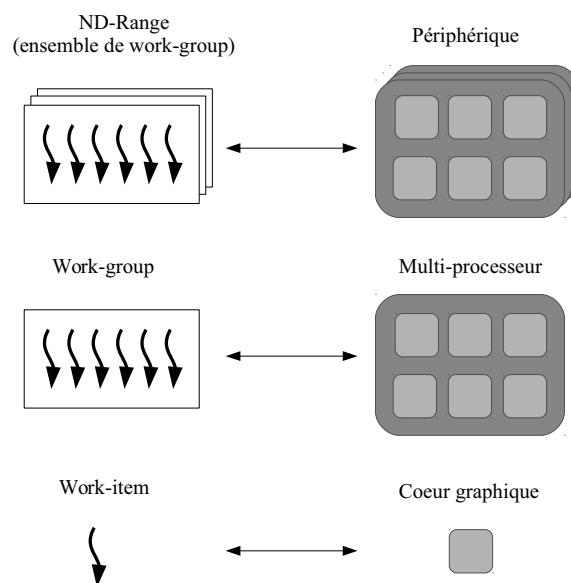 ND-Range
(ensemble de work-group)
Périphérique
Work-group
Multi-processeur
Work-item
Coeur graphique